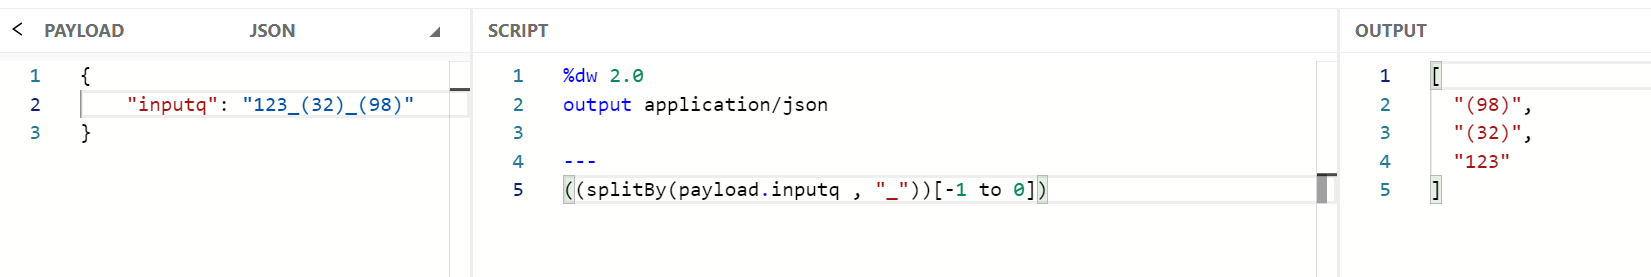 < PAYLOAD JSON
1 {
2 "inputq": "123_(32)_(98)"
3 }
SCRIPT
1 %dw 2.0
2 output application/json
3
4 ---
5 ((splitBy(payload.inputq , "_"))[-1 to 0])
OUTPUT
1 [
2 "(98)",
3 "(32)",
4 "123"
5 ]